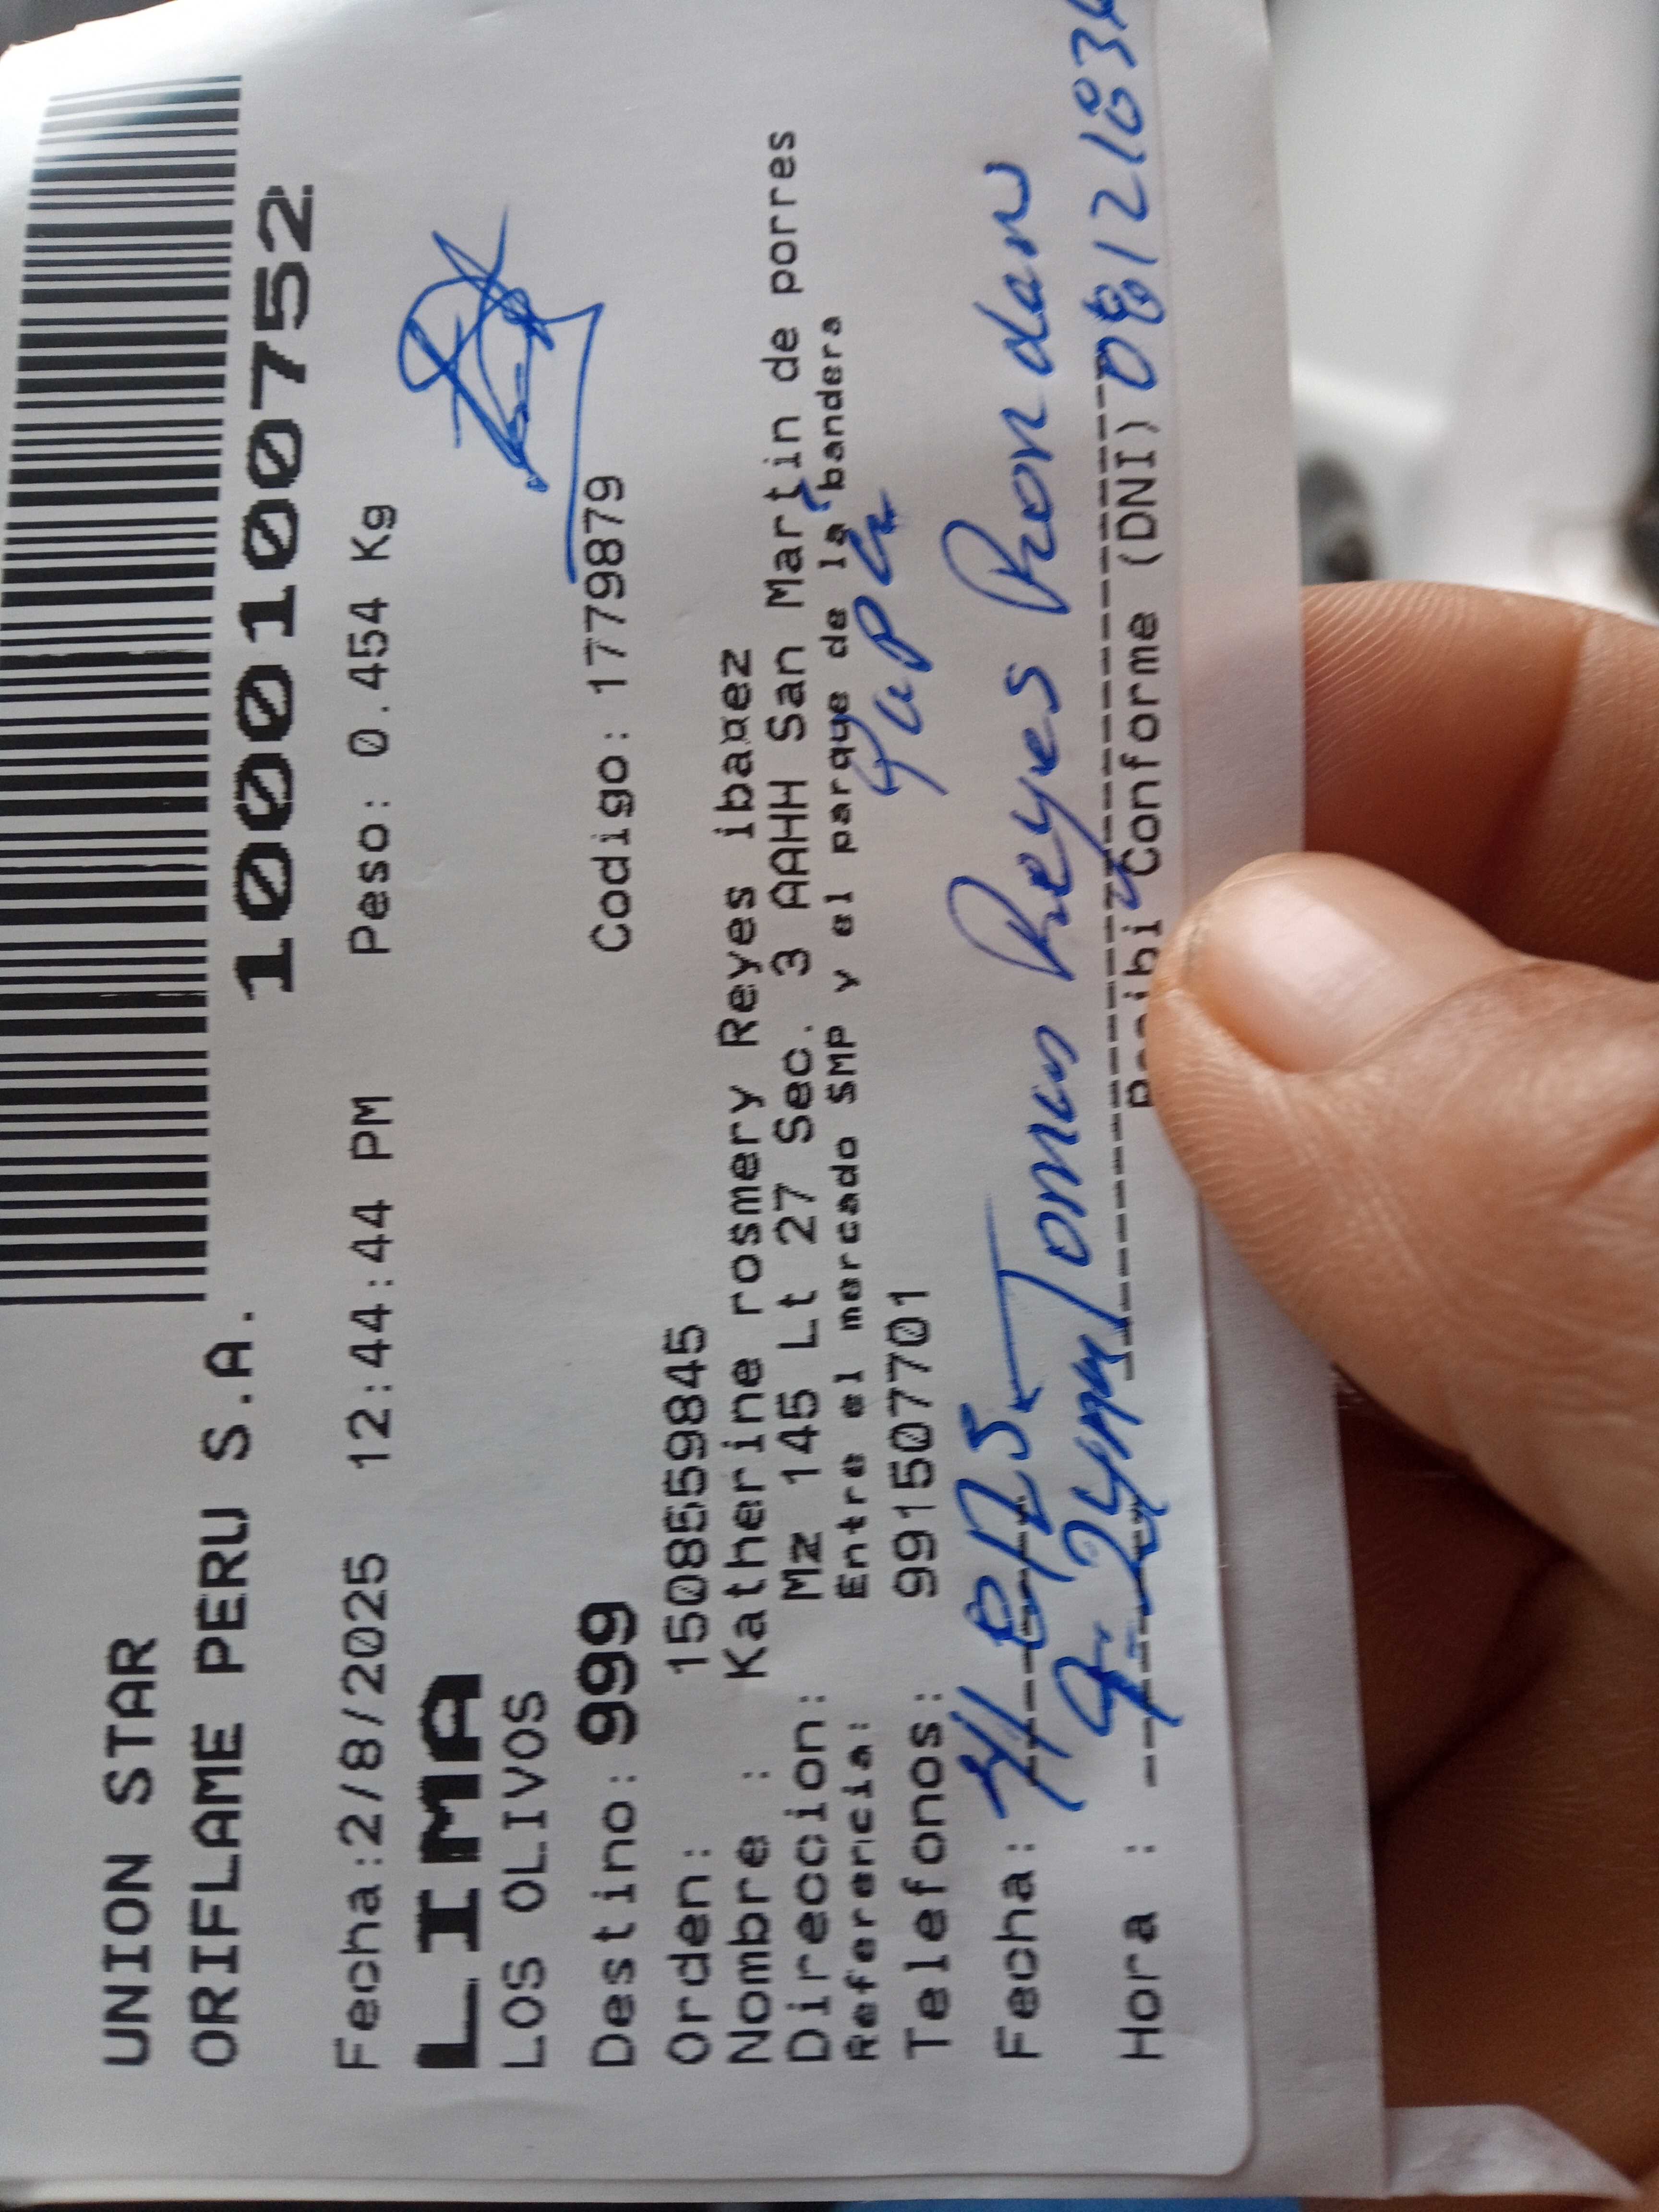 UNION STAR
ORIFLAME PERU S.A.
1000100752
Fecha:2/8/2025 12:44:44 PM Peso: 0.454 Kg
LIMA
LOS OLIVOS
Destino: 999 Codigo: 1779879
Orden: 1508559845
Nombre : Katherine rosmery Reyes ibañez
Direccion: Mz 145 Lt 27 Sec. 3 AAHH San Martin de porres
Referencia: Entre el mercado SMP y el parque de la bandera
Telefonos: 991507701
Fecha:
Tomas Reyes
Hora :
Recibi Conforme (DNI)